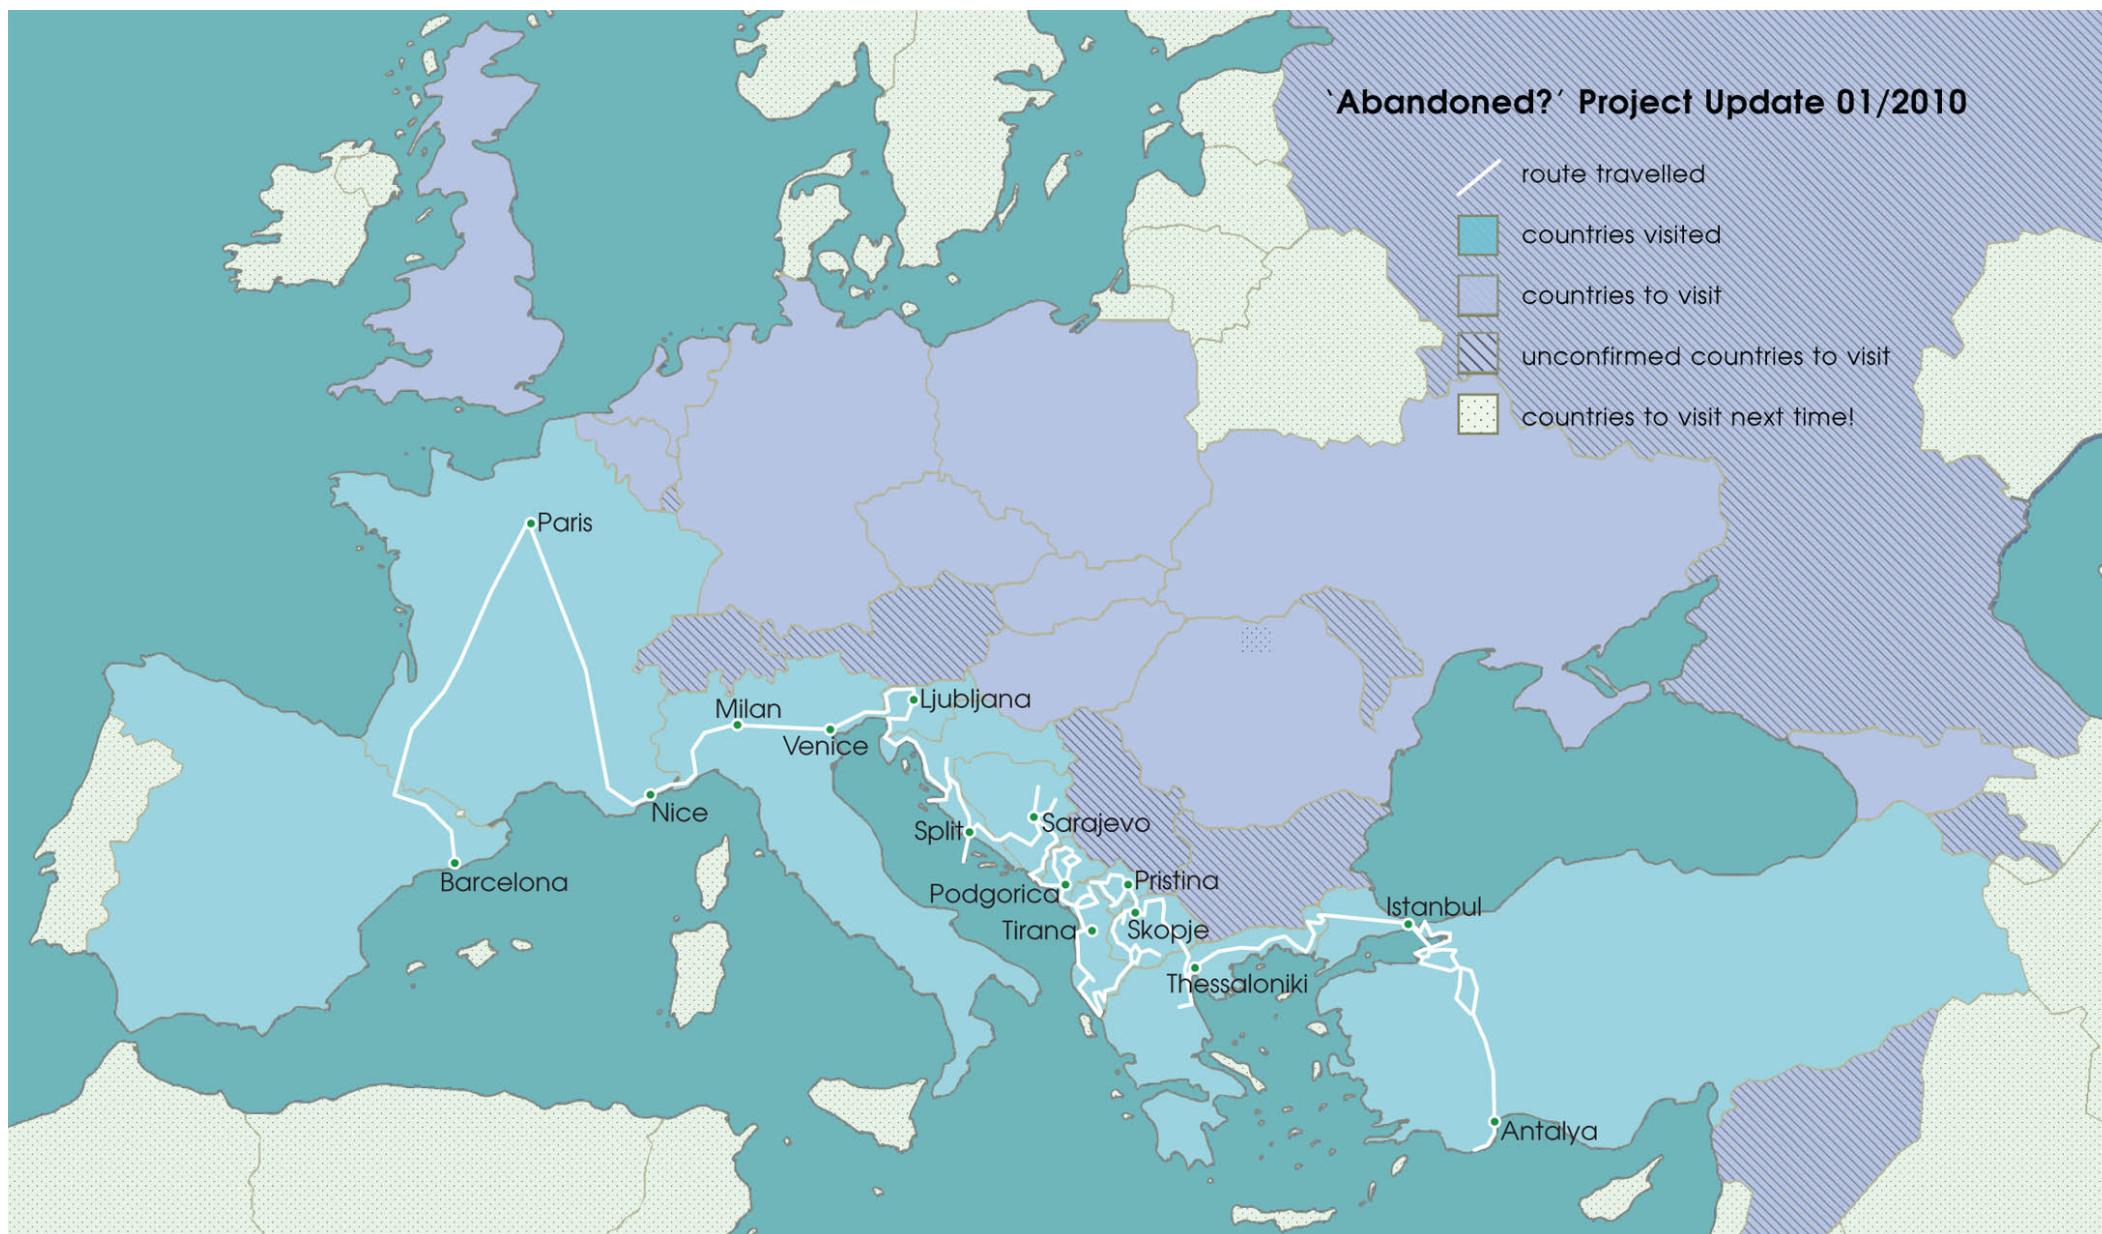 `Abandoned?´ Project Update 01/2010
route travelled
countries visited
countries to visit
unconfirmed countries to visit
countries to visit next time!
Paris
Ljubljana
Milan
Venice
Nice
Split
Sarajevo
Barcelona
Podgorica
Pristina
Istanbul
Tirana
Skopje
Thessaloniki
Antalya